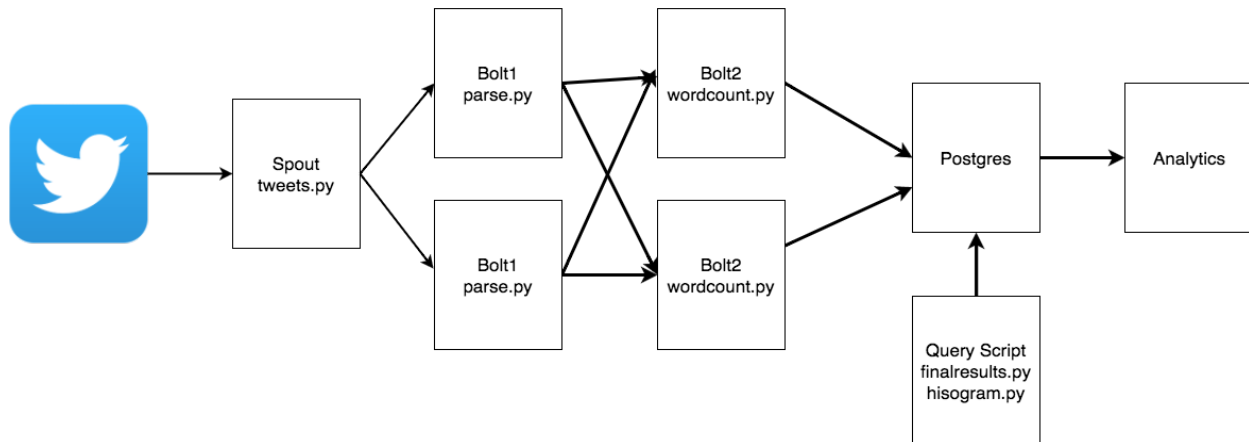 Spout
tweets.py
Bolt1
parse.py
Bolt1
parse.py
Bolt2
wordcount.py
Bolt2
wordcount.py
Postgres
Analytics
Query Script
finalresults.py
hisogram.py